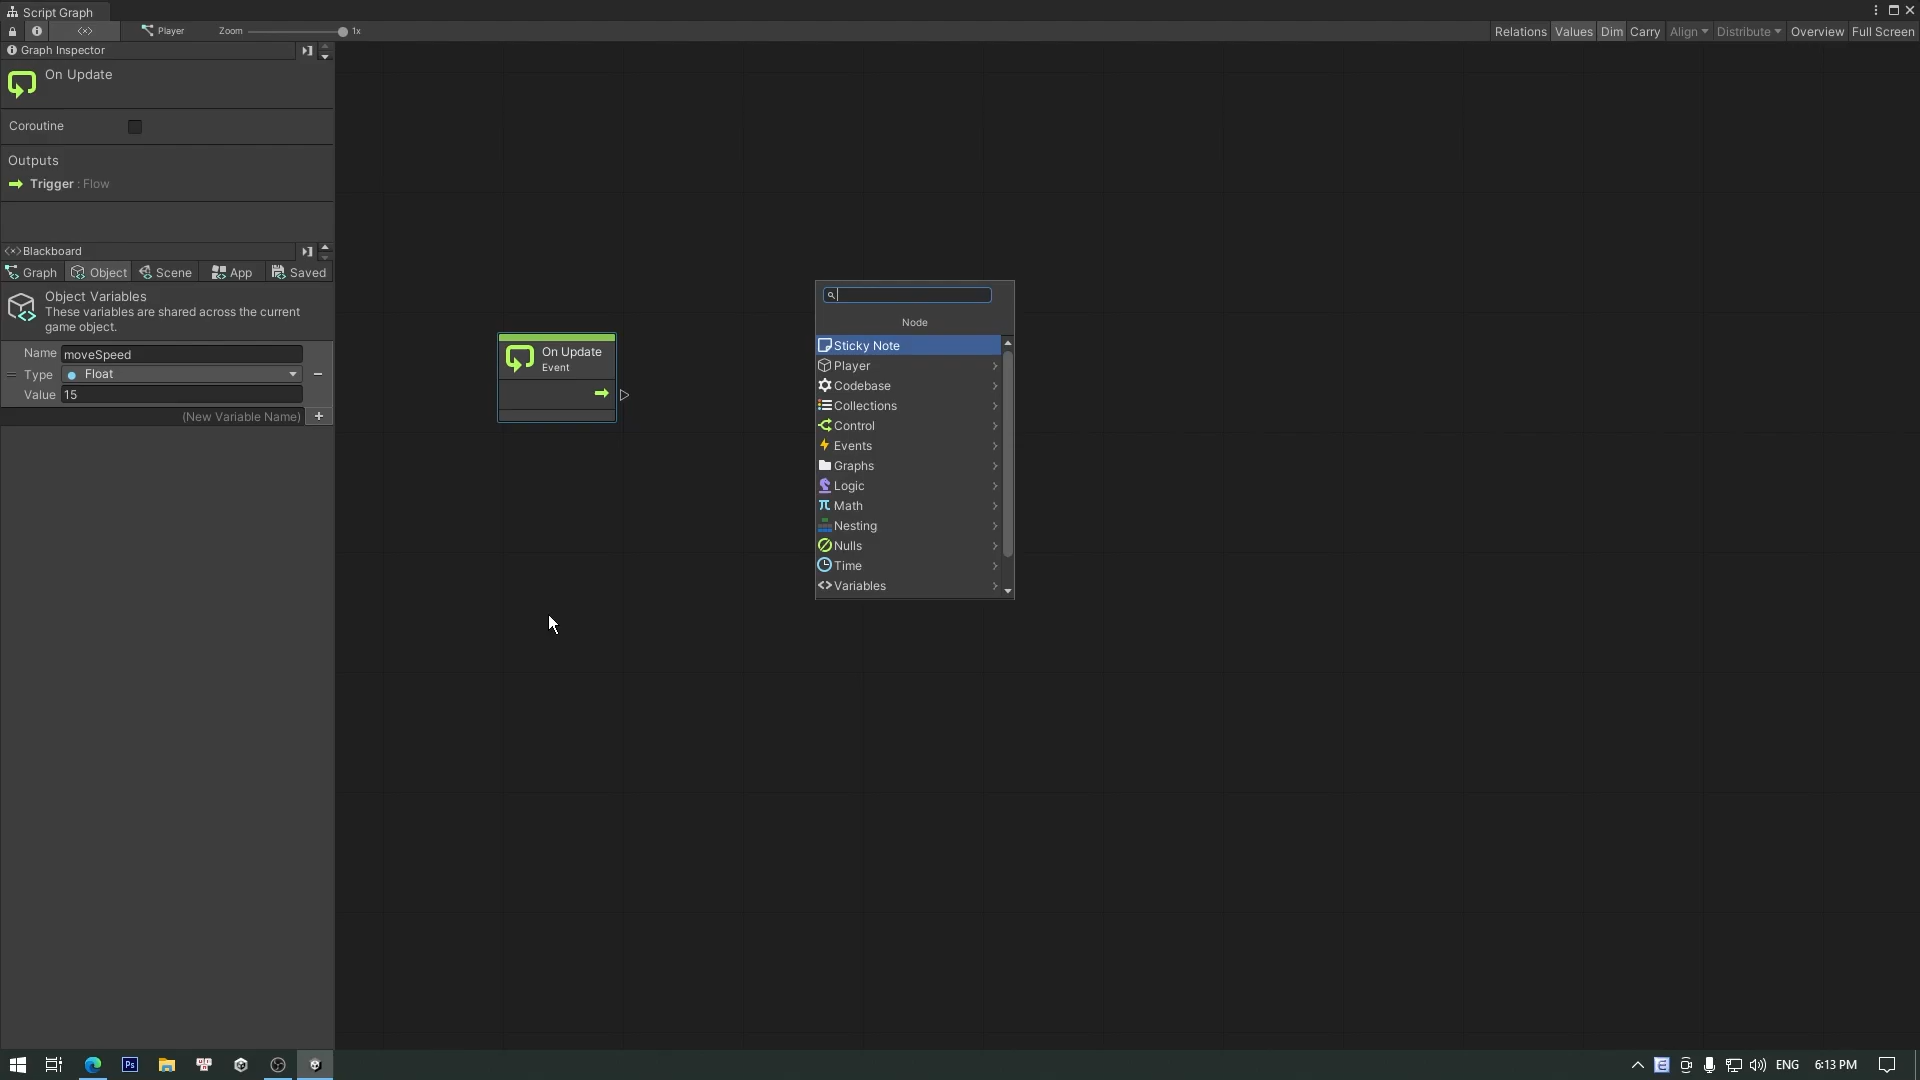 Script Graph
Player
Zoom
1x
Relations
Values
Dim
Carry
Align
Distribute
Overview
Full Screen
Graph Inspector
On Update
Coroutine
Outputs
Trigger : Flow
Blackboard
Graph
Object
Scene
App
Saved
Object Variables
These variables are shared across the current
game object.
Name
moveSpeed
Type
Float
Value
15
(New Variable Name)
On Update
Event
Node
Sticky Note
Player
Codebase
Collections
Control
Events
Graphs
Logic
Math
Nesting
Nulls
Time
Variables
Ps
ENG
6:13 PM